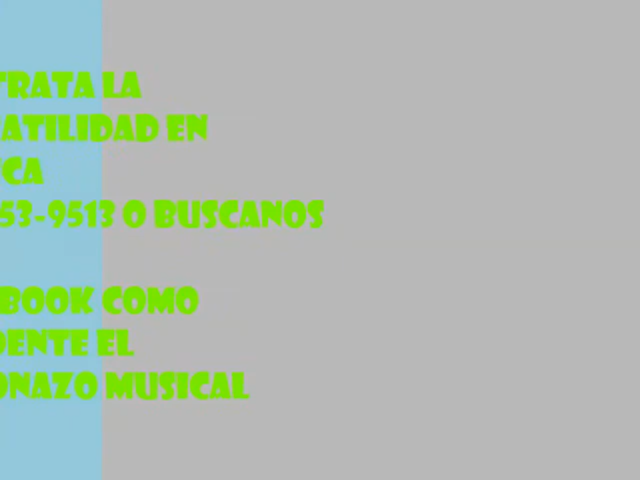 TRATA LA
ATILIDAD EN
CA
53-9513 O BUSCANOS
BOOK COMO
DENTE EL
ONAZO MUSICAL